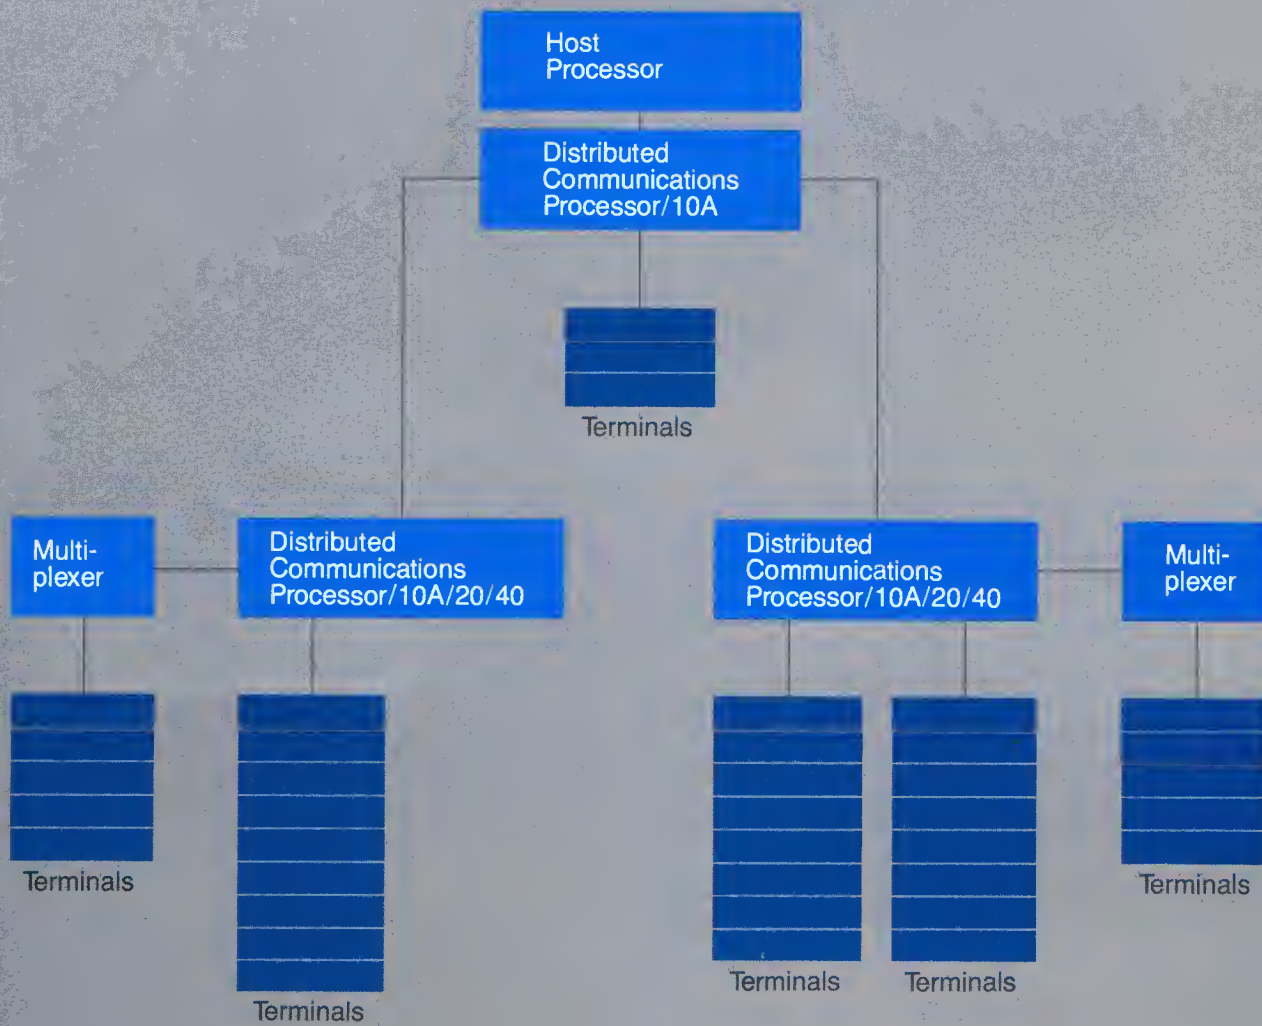 Host
Processor
Distributed
Communications
Processor/10A
Terminals
Multi-
plexer
Distributed
Communications
Processor/10A/20/40
Distributed
Communications
Processor/10A/20/40
Multi-
plexer
Terminals
Terminals
Terminals
Terminals
Terminals